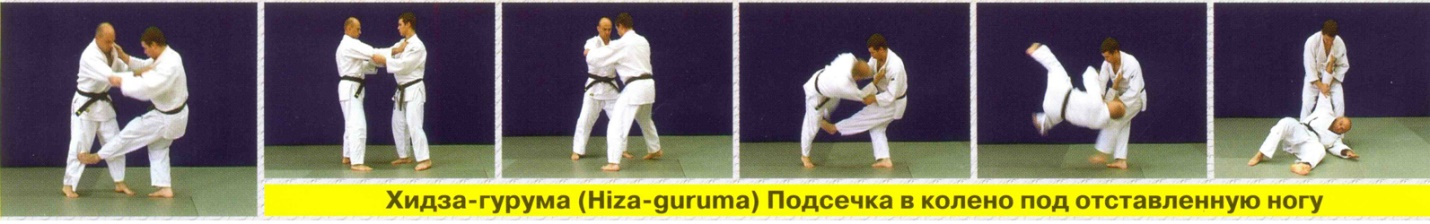 Хидза-гурума (Hiza-guruma) Подсечка в колено под отставленную ногу